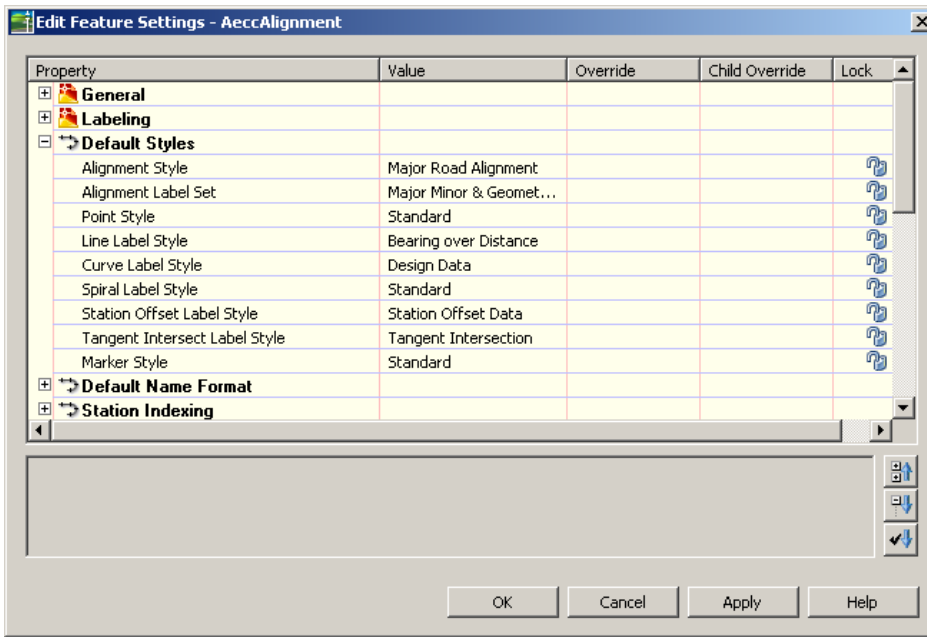 Edit Feature Settings - AeccAlignment
Property Value Override Child Override Lock
General
Labeling
Default Styles
Alignment Style Major Road Alignment
Alignment Label Set Major Minor & Geomet...
Point Style Standard
Line Label Style Bearing over Distance
Curve Label Style Design Data
Spiral Label Style Standard
Station Offset Label Style Station Offset Data
Tangent Intersect Label Style Tangent Intersection
Marker Style Standard
Default Name Format
Station Indexing
OK Cancel Apply Help